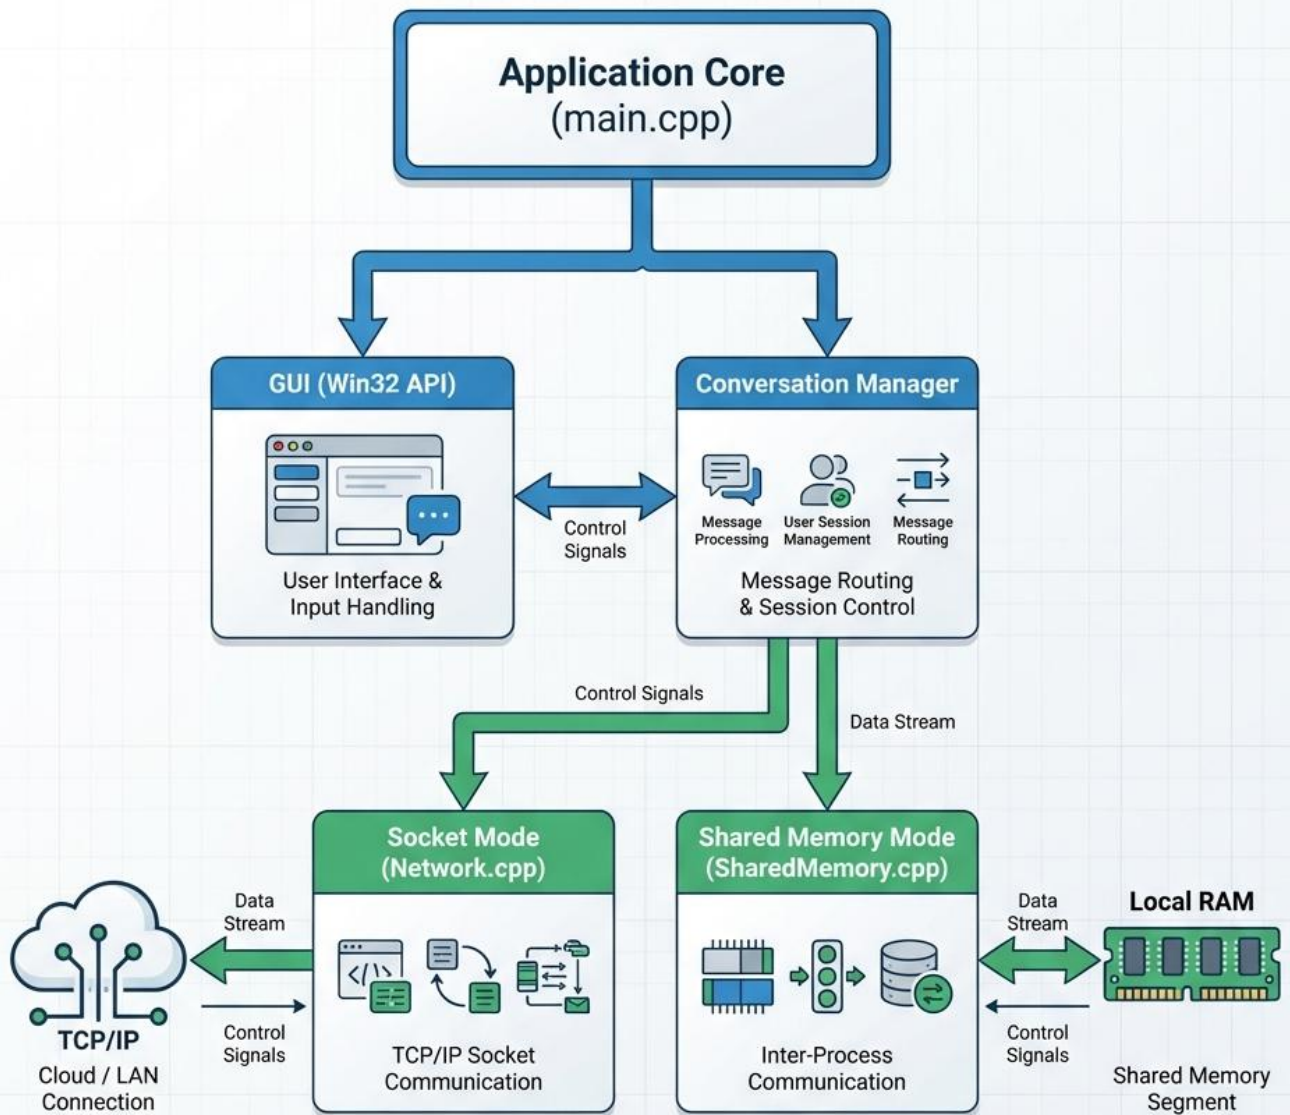 Application Core
(main.cpp)
GUI (Win32 API)
User Interface &
Input Handling
Control
Signals
Conversation Manager
Message
Processing
User Session
Management
Message
Routing
Message Routing
& Session Control
Control Signals
Data Stream
Socket Mode
(Network.cpp)
TCP/IP Socket
Communication
Shared Memory Mode
(SharedMemory.cpp)
Inter-Process
Communication
Data
Stream
Control
Signals
TCP/IP
Cloud / LAN
Connection
Data
Stream
Control
Signals
Local RAM
Shared Memory
Segment